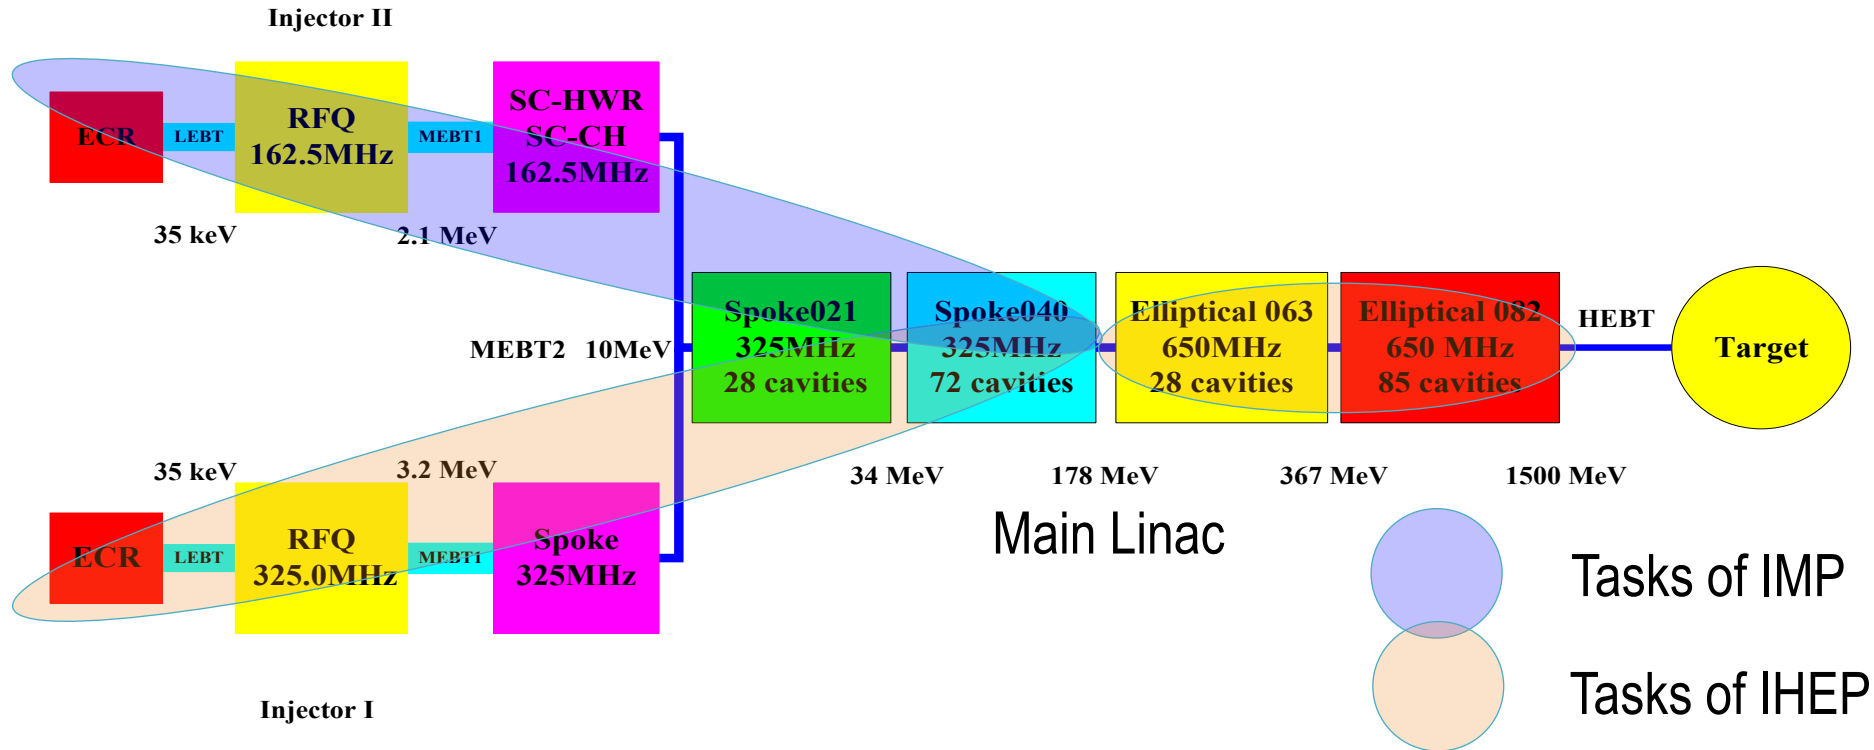 Injector II
ECR
LEBT
RFQ
162.5MHz
MEBT1
SC-HWR
SC-CH
162.5MHz
35 keV
2.1 MeV
MEBT2 10MeV
Spoke021
325MHz
28 cavities
Spoke040
325MHz
72 cavities
Elliptical 063
650MHz
28 cavities
Elliptical 082
650 MHz
85 cavities
HEBT
Target
35 keV
3.2 MeV
34 MeV
178 MeV
367 MeV
1500 MeV
ECR
LEBT
RFQ
325.0MHz
MEBT1
Spoke
325MHz
Main Linac
Tasks of IMP
Tasks of IHEP
Injector I